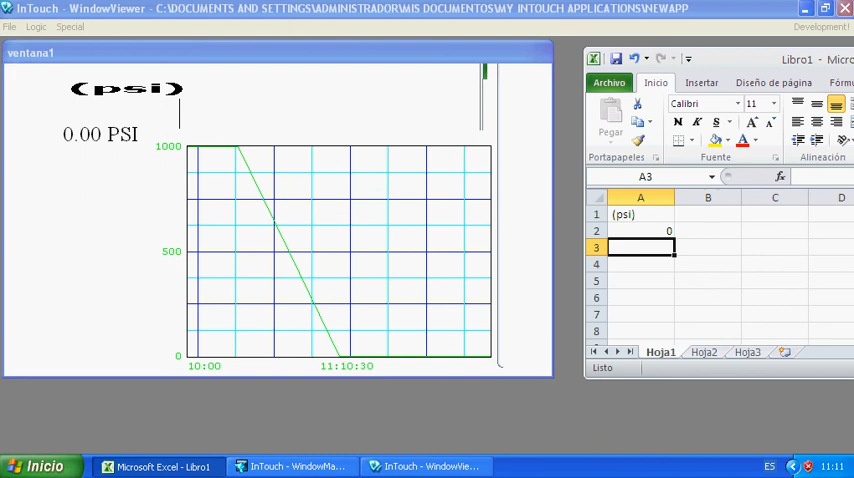 InTouch - WindowViewer - C:\DOCUMENTS AND SETTINGS\ADMINISTRADOR\MIS DOCUMENTOS\MY INTOUCH APPLICATIONS\NEWAPP
File Logic Special Development!
ventana1
(psi)
0.00 PSI
1000
500
0
10:00 11:10:30
Libro1 - Micro
Archivo Inicio Insertar Diseño de página Fórmu
Pegar
Calibri 11
N K S A A
A
Portapapeles Fuente Alineación
A3 fx
A B C D
1 (psi)
2 0
3
4
5
6
7
8
Hoja1 Hoja2 Hoja3
Listo
Inicio Microsoft Excel - Libro1 InTouch - WindowMa... InTouch - WindowVie... ES 11:11